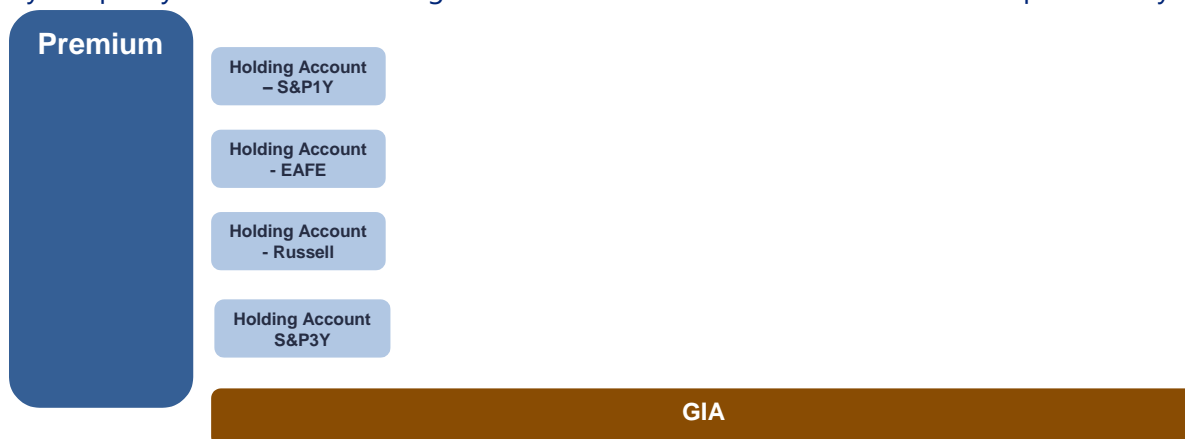 Premium
Holding Account
– S&P1Y
Holding Account
- EAFE
Holding Account
- Russell
Holding Account
S&P3Y
GIA